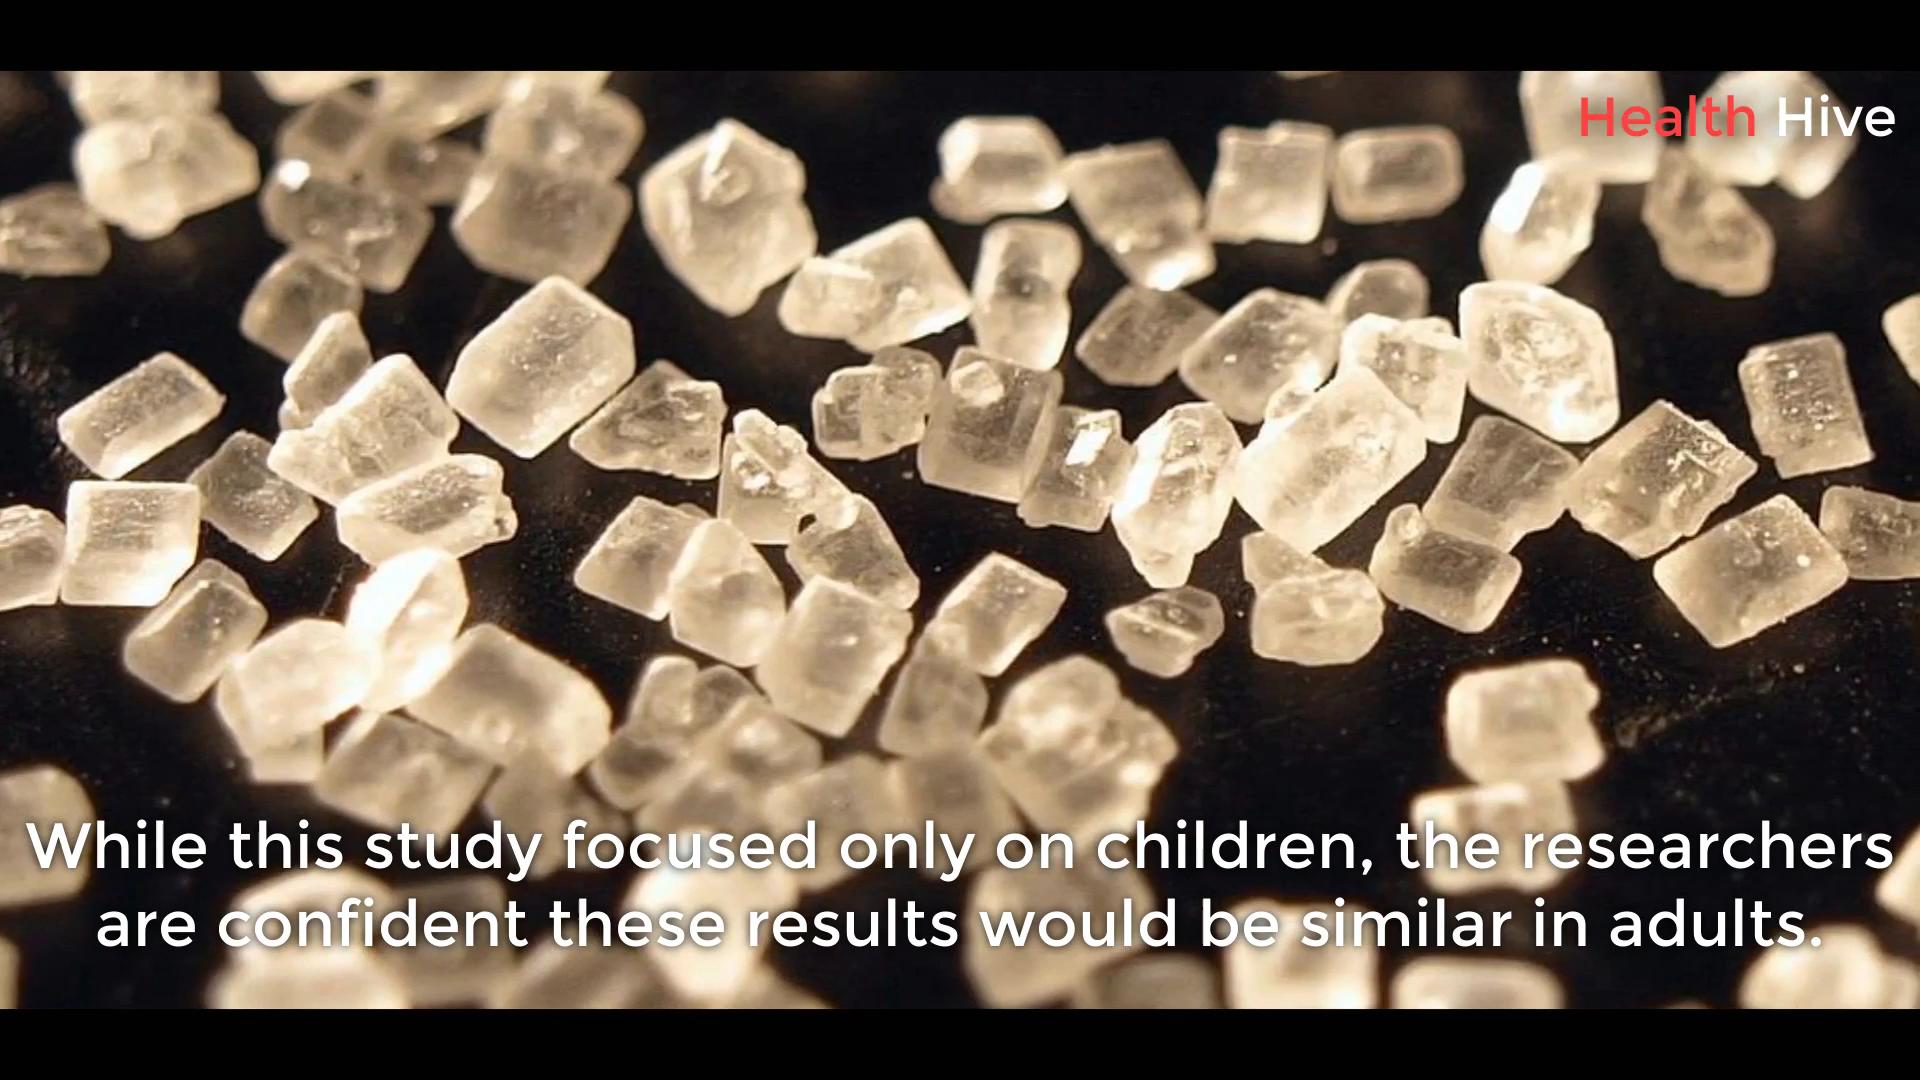 Health Hive
While this study focused only on children, the researchers
are confident these results would be similar in adults.